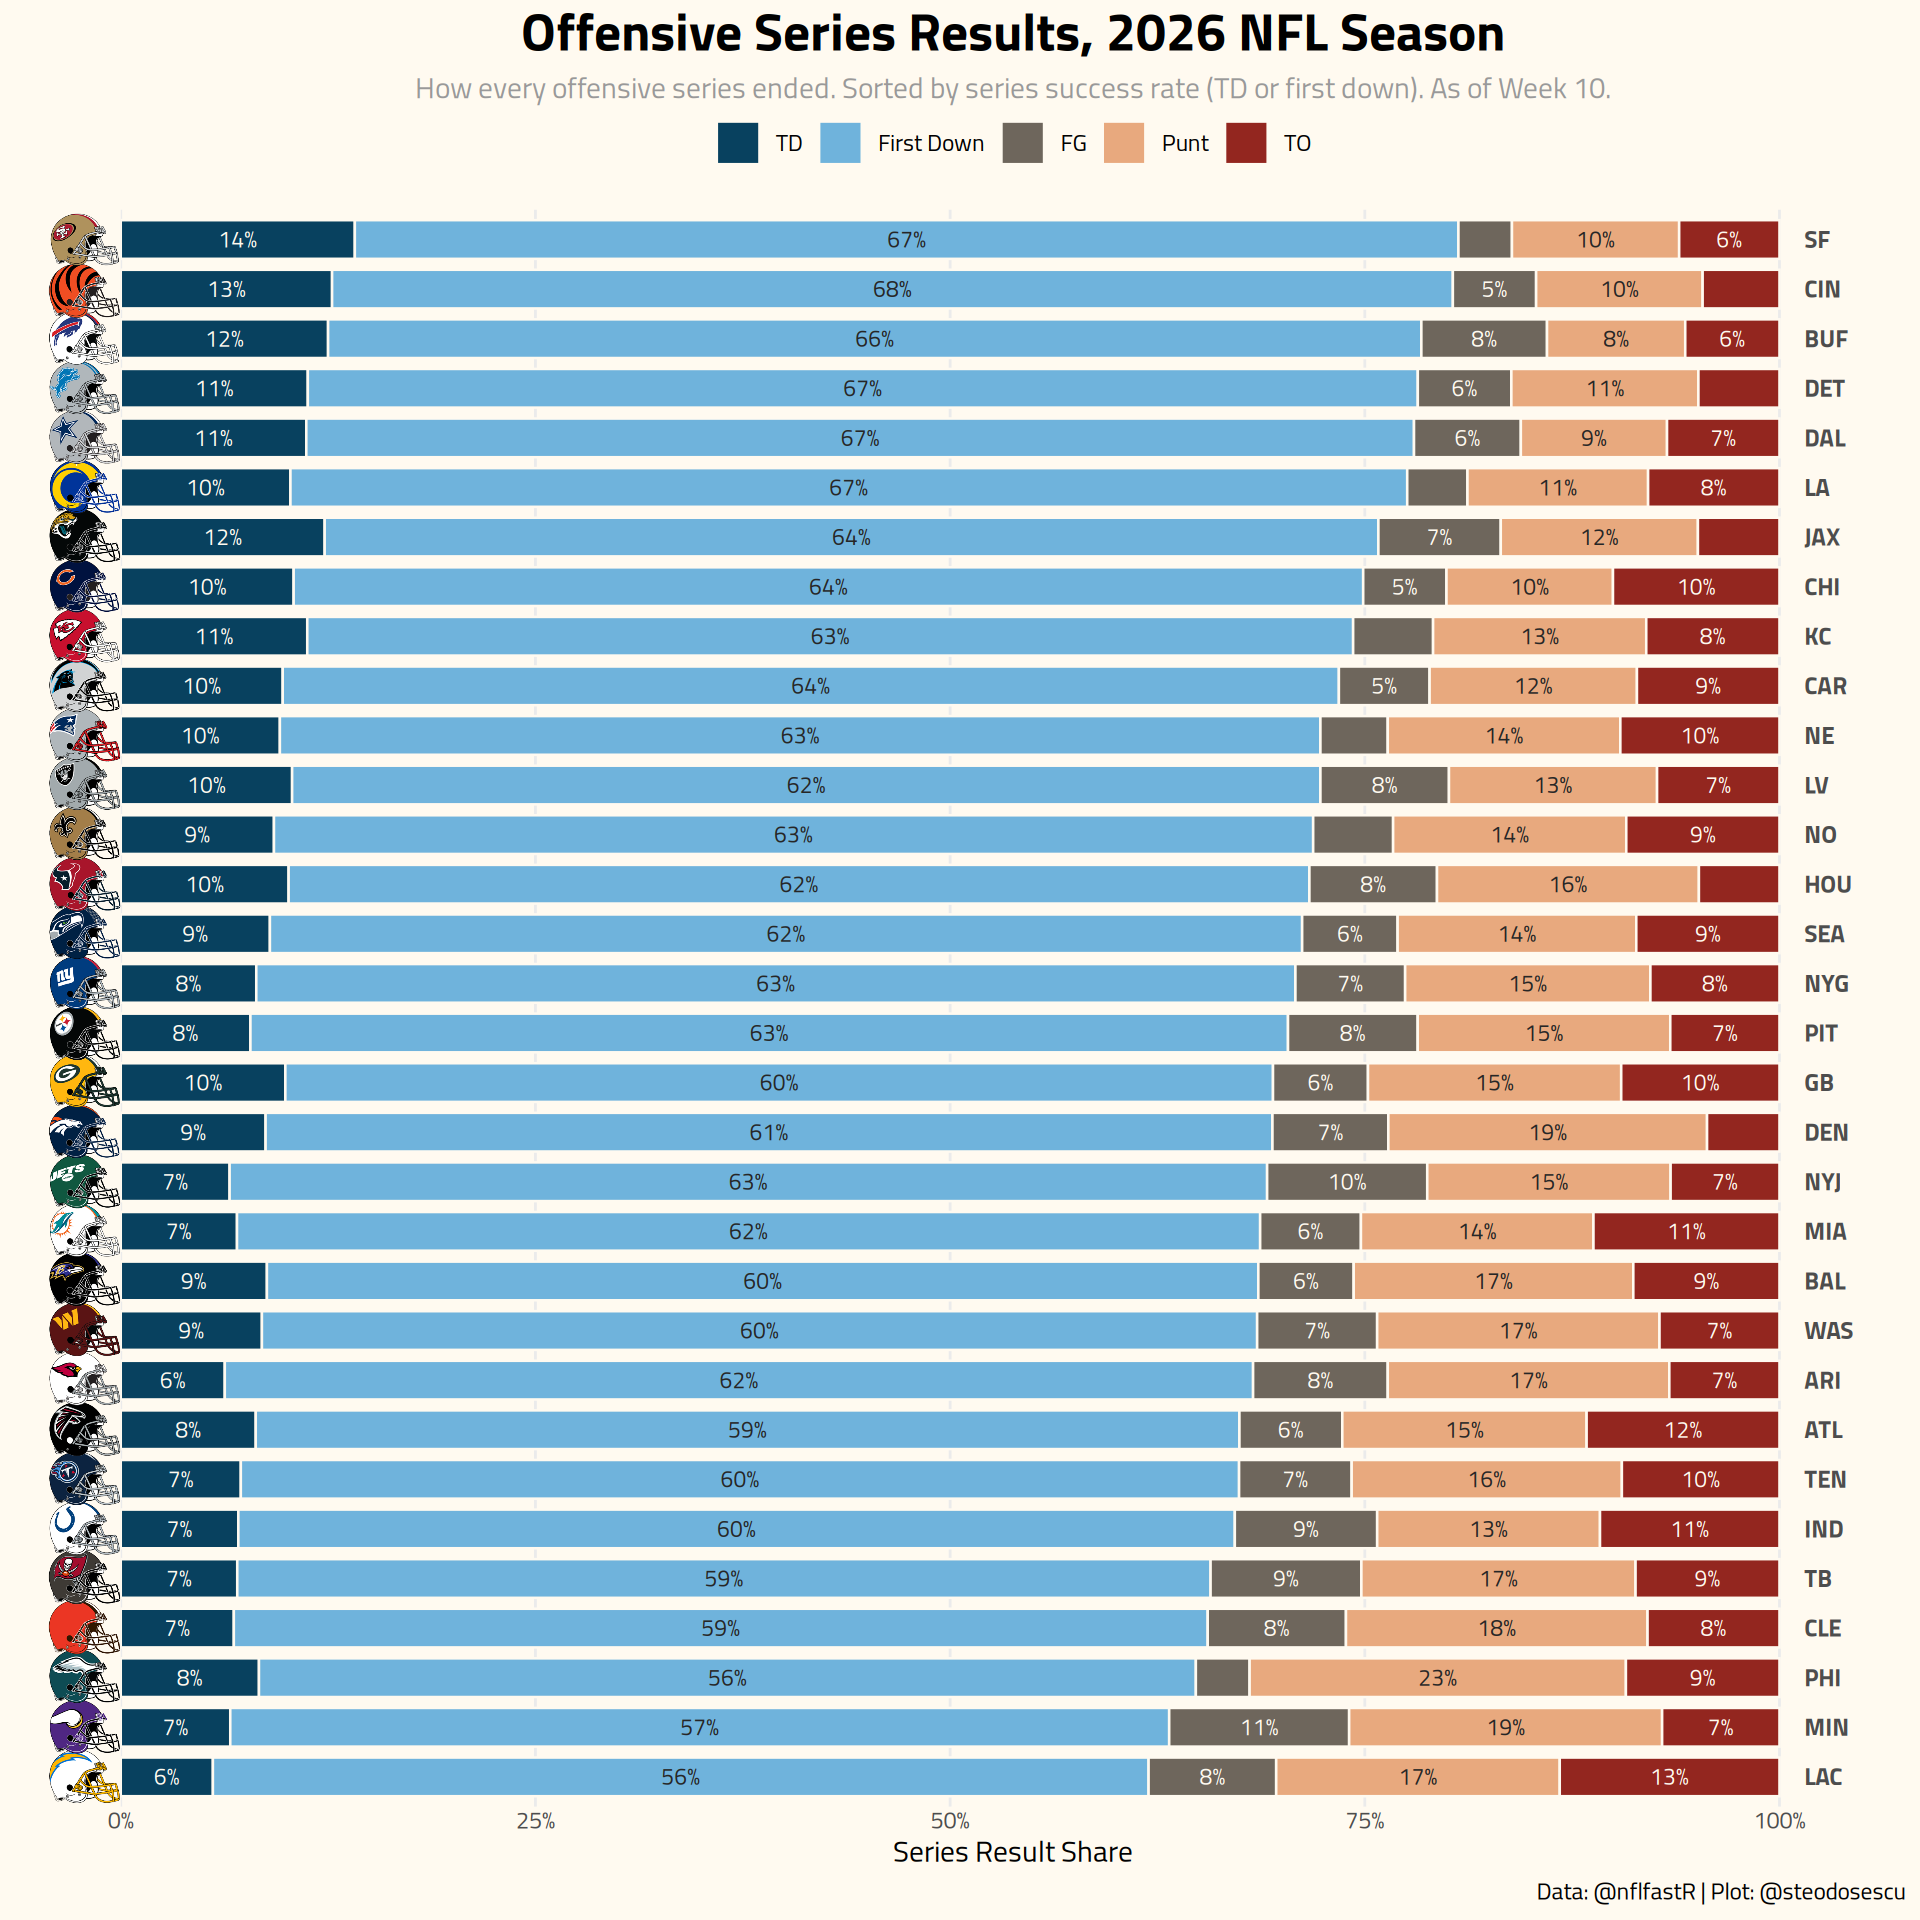 Offensive Series Results, 2026 NFL Season
How every offensive series ended. Sorted by series success rate (TD or first down). As of Week 10.
TD First Down FG Punt TO
14% 67% 10% 6% SF
13% 68% 5% 10% CIN
12% 66% 8% 8% 6% BUF
11% 67% 6% 11% DET
11% 67% 6% 9% 7% DAL
10% 67% 11% 8% LA
12% 64% 7% 12% JAX
10% 64% 5% 10% 10% CHI
11% 63% 13% 8% KC
10% 64% 5% 12% 9% CAR
10% 63% 14% 10% NE
10% 62% 8% 13% 7% LV
9% 63% 14% 9% NO
10% 62% 8% 16% HOU
9% 62% 6% 14% 9% SEA
ny 8% 63% 7% 15% 8% NYG
8% 63% 8% 15% 7% PIT
G 10% 60% 6% 15% 10% GB
9% 61% 7% 19% DEN
JETS 7% 63% 10% 15% 7% NYJ
7% 62% 6% 14% 11% MIA
9% 60% 6% 17% 9% BAL
W 9% 60% 7% 17% 7% WAS
6% 62% 8% 17% 7% ARI
8% 59% 6% 15% 12% ATL
7% 60% 7% 16% 10% TEN
7% 60% 9% 13% 11% IND
7% 59% 9% 17% 9% TB
7% 59% 8% 18% 8% CLE
8% 56% 23% 9% PHI
7% 57% 11% 19% 7% MIN
6% 56% 8% 17% 13% LAC
0% 25% 50% 75% 100%
Series Result Share
Data: @nflfastR | Plot: @steodosescu